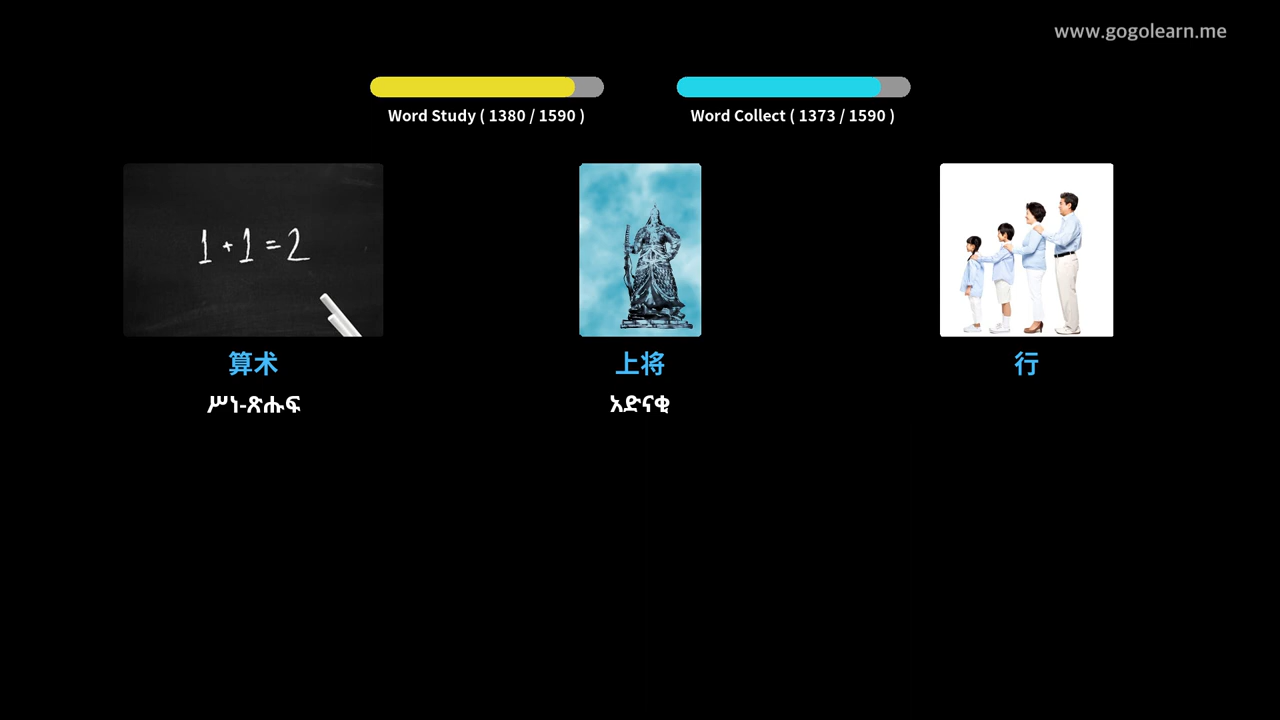 www.gogolearn.me
Word Study ( 1380 / 1590 )
Word Collect ( 1373 / 1590 )
1 + 1 = 2
算术
上将
行
ሥነ-ጽሑፍ
አድናቂ